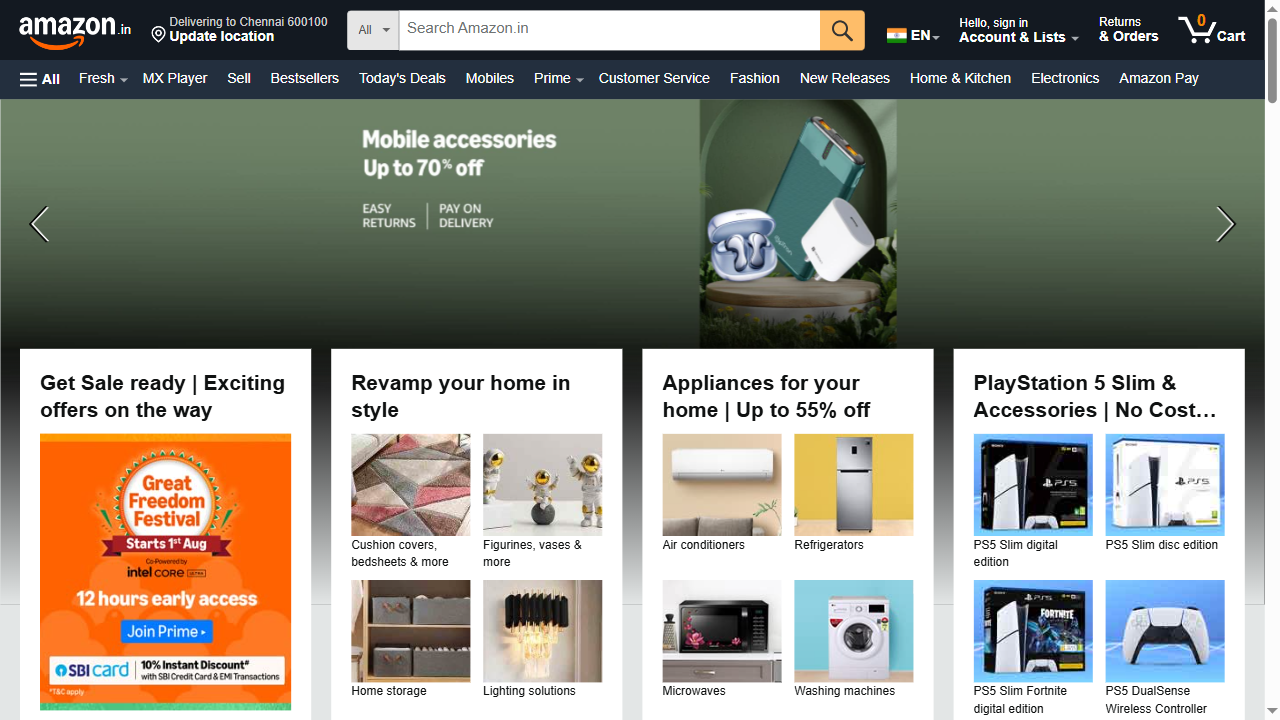 amazon.in
Delivering to Chennai 600100
Update location
All
Search Amazon.in
EN
Hello, sign in
Account & Lists
Returns
& Orders
0
Cart
All
Fresh
MX Player
Sell
Bestsellers
Today's Deals
Mobiles
Prime
Customer Service
Fashion
New Releases
Home & Kitchen
Electronics
Amazon Pay
Mobile accessories
Up to 70% off
EASY
RETURNS
PAY ON
DELIVERY
Get Sale ready | Exciting
offers on the way
Great
Freedom
Festival
Starts 1st Aug
Co-Powered by
intel CORE ULTRA
12 hours early access
Join Prime
SBI card
10% Instant Discount#
with SBI Credit Card & EMI Transactions
*T&C apply
Revamp your home in
style
Cushion covers,
bedsheets & more
Figurines, vases &
more
Home storage
Lighting solutions
Appliances for your
home | Up to 55% off
Air conditioners
Refrigerators
Microwaves
Washing machines
PlayStation 5 Slim &
Accessories | No Cost…
SONY
PS5
PS5
PS5 Slim digital
edition
PS5 Slim disc edition
PS5
FORTNITE
PS5 Slim Fortnite
digital edition
PS5 DualSense
Wireless Controller